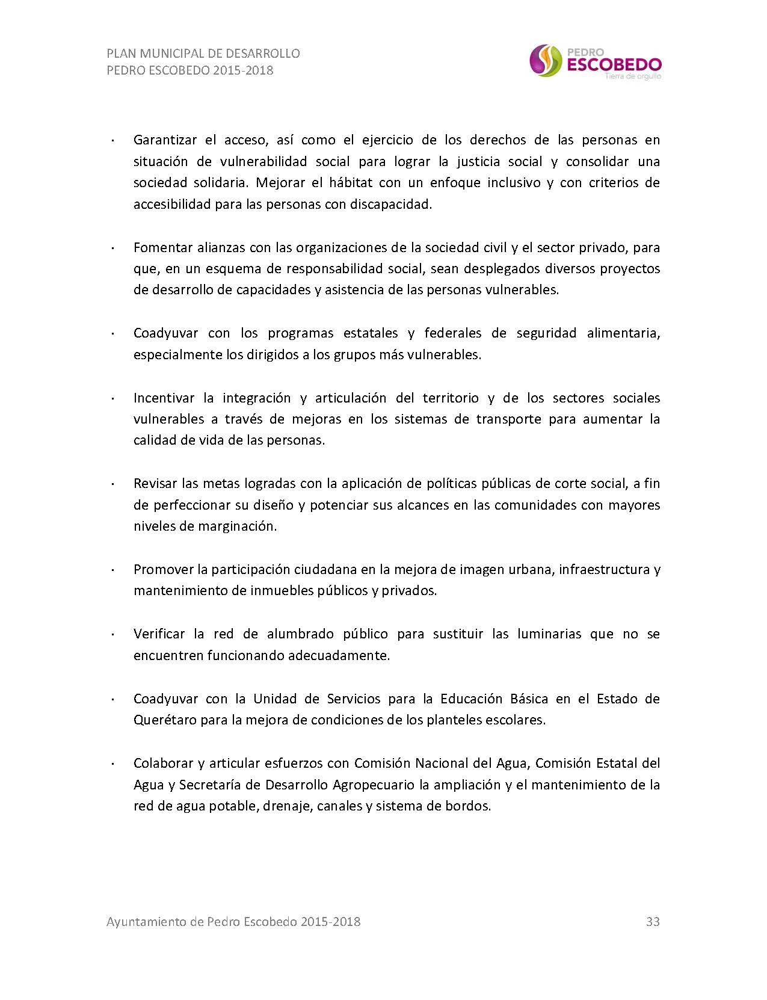 PLAN MUNICIPAL DE DESARROLLO
PEDRO ESCOBEDO 2015-2018
PEDRO
ESCOBEDO
Tierra de orgullo
· Garantizar el acceso, así como el ejercicio de los derechos de las personas en
situación de vulnerabilidad social para lograr la justicia social y consolidar una
sociedad solidaria. Mejorar el hábitat con un enfoque inclusivo y con criterios de
accesibilidad para las personas con discapacidad.
· Fomentar alianzas con las organizaciones de la sociedad civil y el sector privado, para
que, en un esquema de responsabilidad social, sean desplegados diversos proyectos
de desarrollo de capacidades y asistencia de las personas vulnerables.
· Coadyuvar con los programas estatales y federales de seguridad alimentaria,
especialmente los dirigidos a los grupos más vulnerables.
· Incentivar la integración y articulación del territorio y de los sectores sociales
vulnerables a través de mejoras en los sistemas de transporte para aumentar la
calidad de vida de las personas.
· Revisar las metas logradas con la aplicación de políticas públicas de corte social, a fin
de perfeccionar su diseño y potenciar sus alcances en las comunidades con mayores
niveles de marginación.
· Promover la participación ciudadana en la mejora de imagen urbana, infraestructura y
mantenimiento de inmuebles públicos y privados.
· Verificar la red de alumbrado público para sustituir las luminarias que no se
encuentren funcionando adecuadamente.
· Coadyuvar con la Unidad de Servicios para la Educación Básica en el Estado de
Querétaro para la mejora de condiciones de los planteles escolares.
· Colaborar y articular esfuerzos con Comisión Nacional del Agua, Comisión Estatal del
Agua y Secretaría de Desarrollo Agropecuario la ampliación y el mantenimiento de la
red de agua potable, drenaje, canales y sistema de bordos.
Ayuntamiento de Pedro Escobedo 2015-2018 33